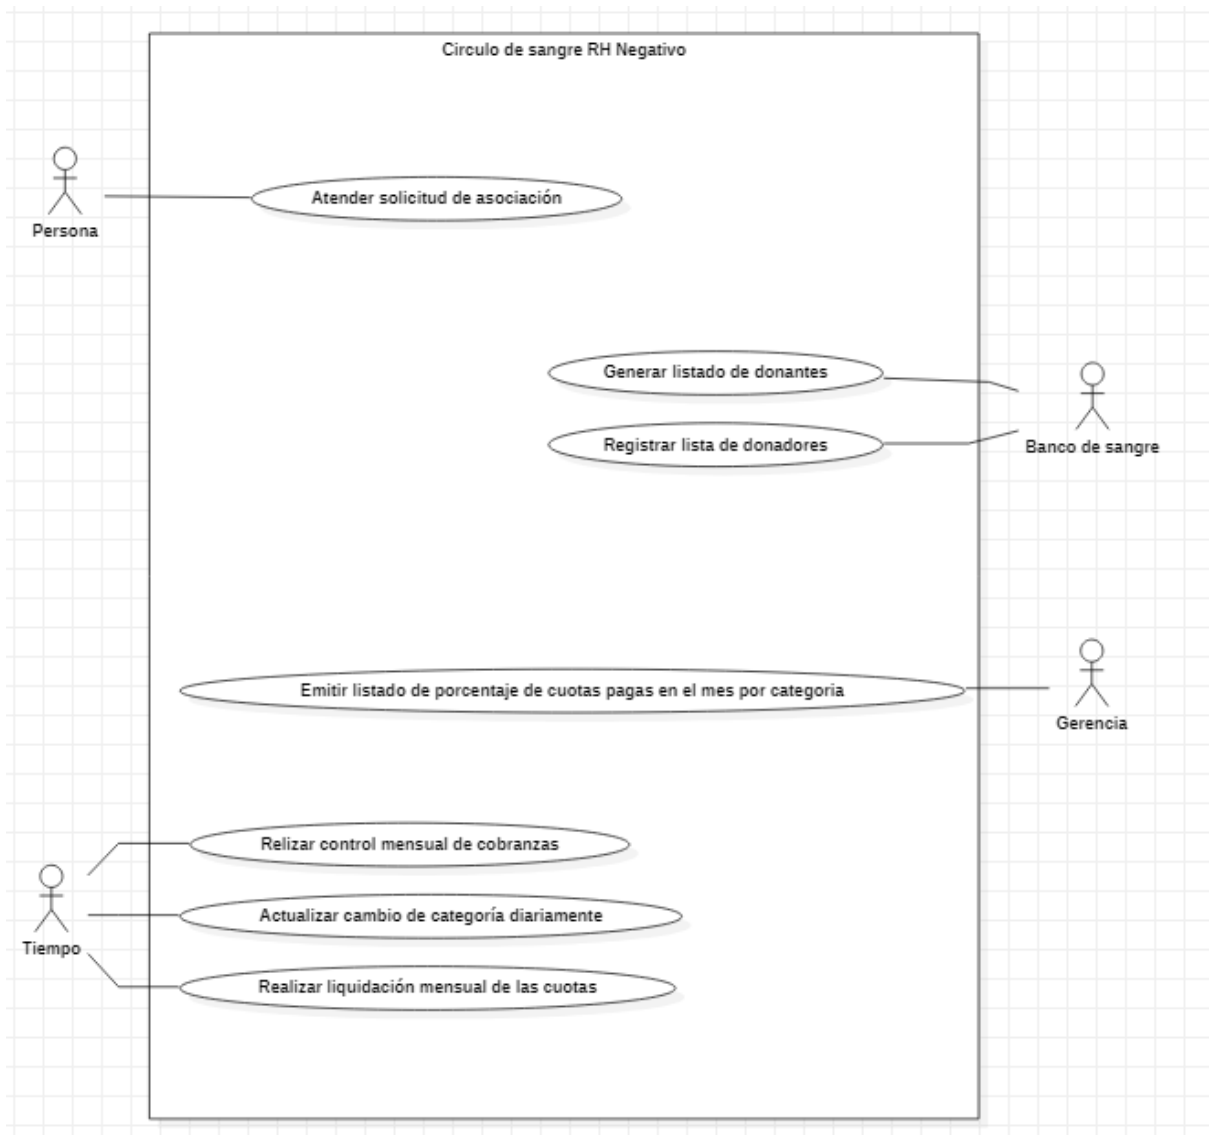 Circulo de sangre RH Negativo
Atender solicitud de asociación
Persona
Generar listado de donantes
Registrar lista de donadores
Banco de sangre
Emitir listado de porcentaje de cuotas pagas en el mes por categoria
Gerencia
Relizar control mensual de cobranzas
Actualizar cambio de categoría diariamente
Tiempo
Realizar liquidación mensual de las cuotas